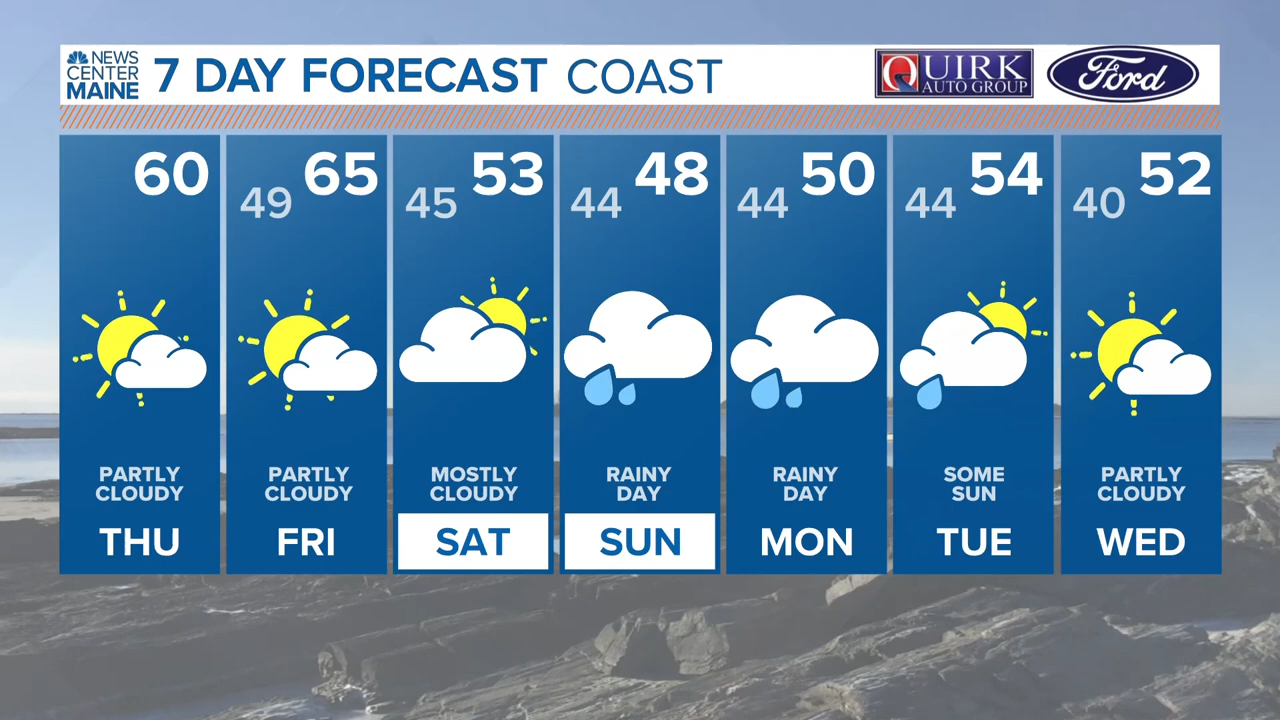 NEWS
CENTER
MAINE
7 DAY FORECAST COAST
QUIRK
AUTO GROUP
Ford
60
49 65
45 53
44 48
44 50
44 54
40 52
PARTLY
CLOUDY
THU
PARTLY
CLOUDY
FRI
MOSTLY
CLOUDY
SAT
RAINY
DAY
SUN
RAINY
DAY
MON
SOME
SUN
TUE
PARTLY
CLOUDY
WED